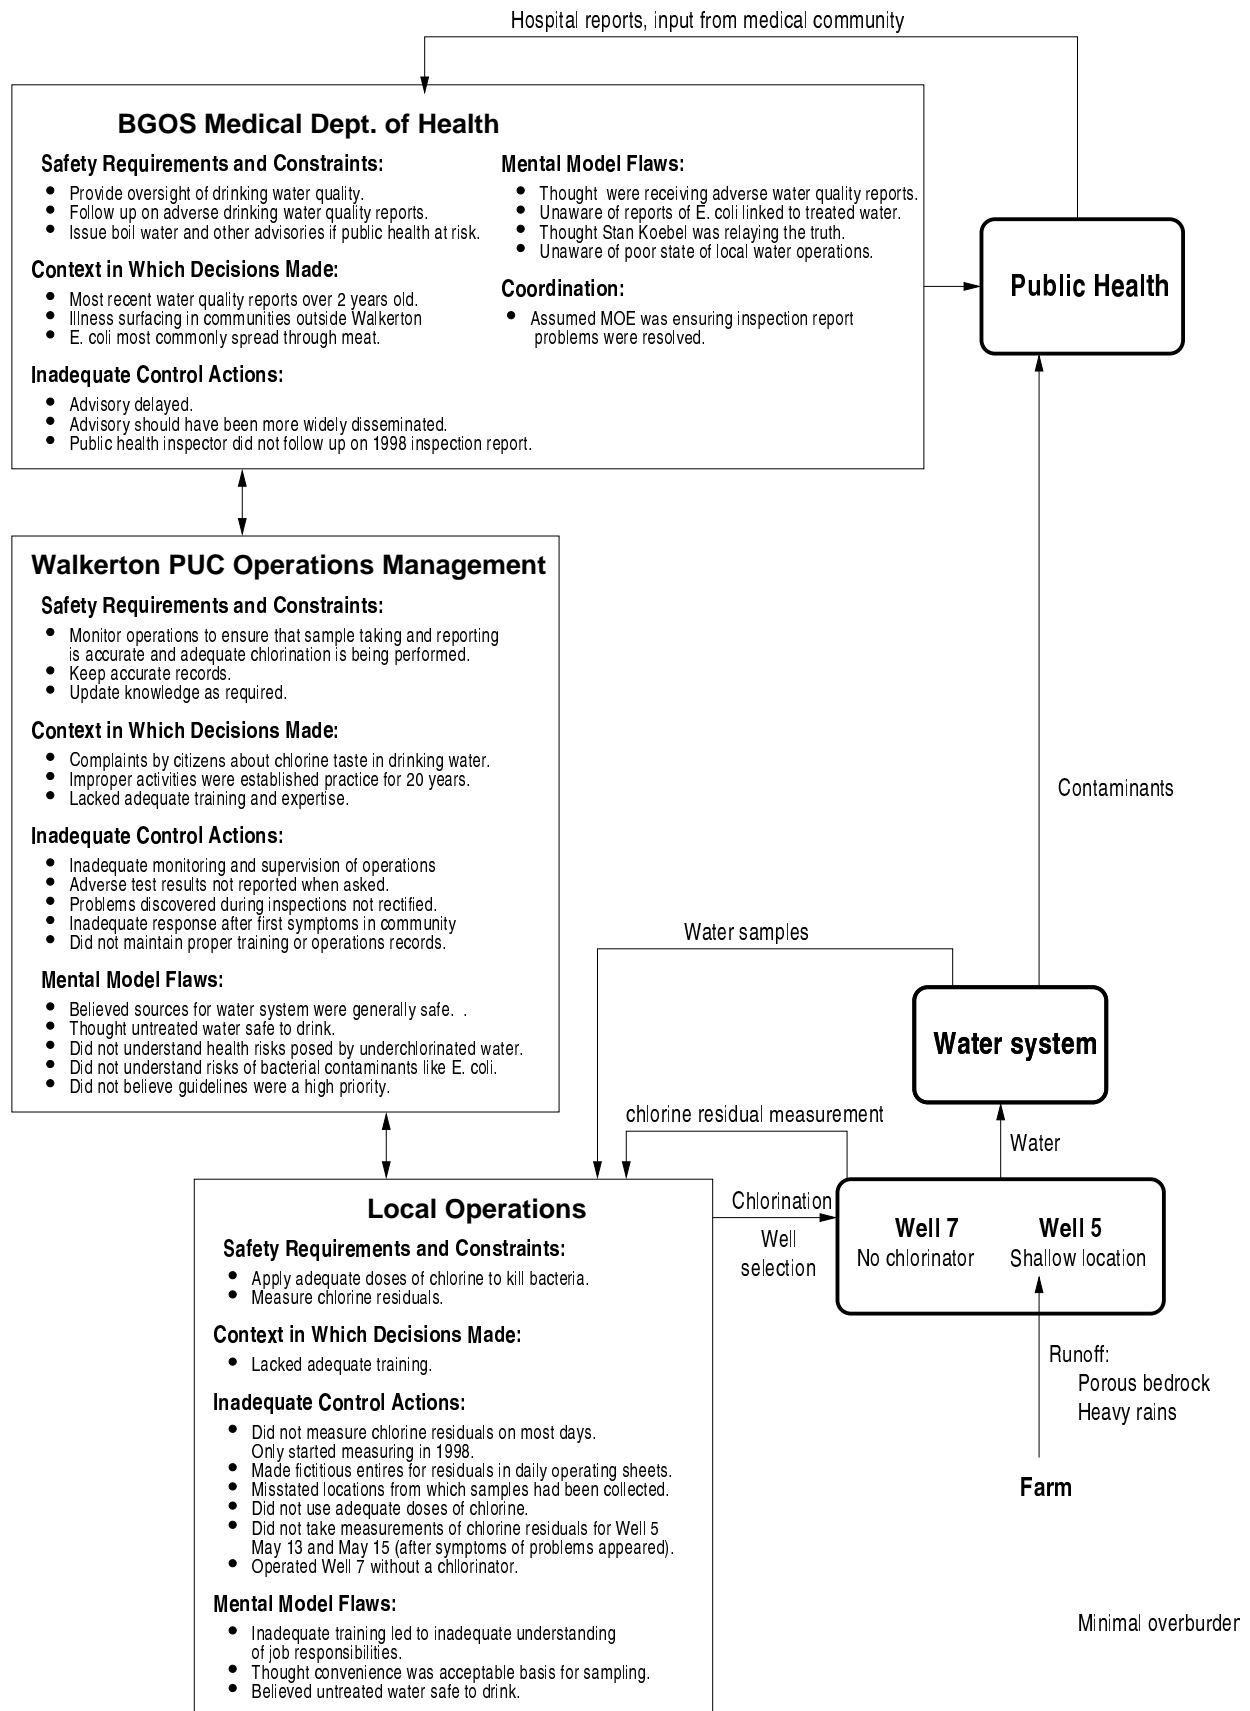 Hospital reports, input from medical community
BGOS Medical Dept. of Health
Safety Requirements and Constraints:
• Provide oversight of drinking water quality.
• Follow up on adverse drinking water quality reports.
• Issue boil water and other advisories if public health at risk.
Context in Which Decisions Made:
• Most recent water quality reports over 2 years old.
• Illness surfacing in communities outside Walkerton
• E. coli most commonly spread through meat.
Inadequate Control Actions:
• Advisory delayed.
• Advisory should have been more widely disseminated.
• Public health inspector did not follow up on 1998 inspection report.
Mental Model Flaws:
• Thought were receiving adverse water quality reports.
• Unaware of reports of E. coli linked to treated water.
• Thought Stan Koebel was relaying the truth.
• Unaware of poor state of local water operations.
Coordination:
• Assumed MOE was ensuring inspection report
problems were resolved.
Public Health
Walkerton PUC Operations Management
Safety Requirements and Constraints:
• Monitor operations to ensure that sample taking and reporting
is accurate and adequate chlorination is being performed.
• Keep accurate records.
• Update knowledge as required.
Context in Which Decisions Made:
• Complaints by citizens about chlorine taste in drinking water.
• Improper activities were established practice for 20 years.
• Lacked adequate training and expertise.
Inadequate Control Actions:
• Inadequate monitoring and supervision of operations
• Adverse test results not reported when asked.
• Problems discovered during inspections not rectified.
• Inadequate response after first symptoms in community
• Did not maintain proper training or operations records.
Mental Model Flaws:
• Believed sources for water system were generally safe. .
• Thought untreated water safe to drink.
• Did not understand health risks posed by underchlorinated water.
• Did not understand risks of bacterial contaminants like E. coli.
• Did not believe guidelines were a high priority.
Contaminants
Water samples
Water system
chlorine residual measurement
Water
Local Operations
Safety Requirements and Constraints:
• Apply adequate doses of chlorine to kill bacteria.
• Measure chlorine residuals.
Context in Which Decisions Made:
• Lacked adequate training.
Inadequate Control Actions:
• Did not measure chlorine residuals on most days.
Only started measuring in 1998.
• Made fictitious entires for residuals in daily operating sheets.
• Misstated locations from which samples had been collected.
• Did not use adequate doses of chlorine.
• Did not take measurements of chlorine residuals for Well 5
May 13 and May 15 (after symptoms of problems appeared).
• Operated Well 7 without a chllorinator.
Mental Model Flaws:
• Inadequate training led to inadequate understanding
of job responsibilities.
• Thought convenience was acceptable basis for sampling.
• Believed untreated water safe to drink.
Chlorination
Well
selection
Well 7
No chlorinator
Well 5
Shallow location
Runoff:
Porous bedrock
Heavy rains
Farm
Minimal overburden